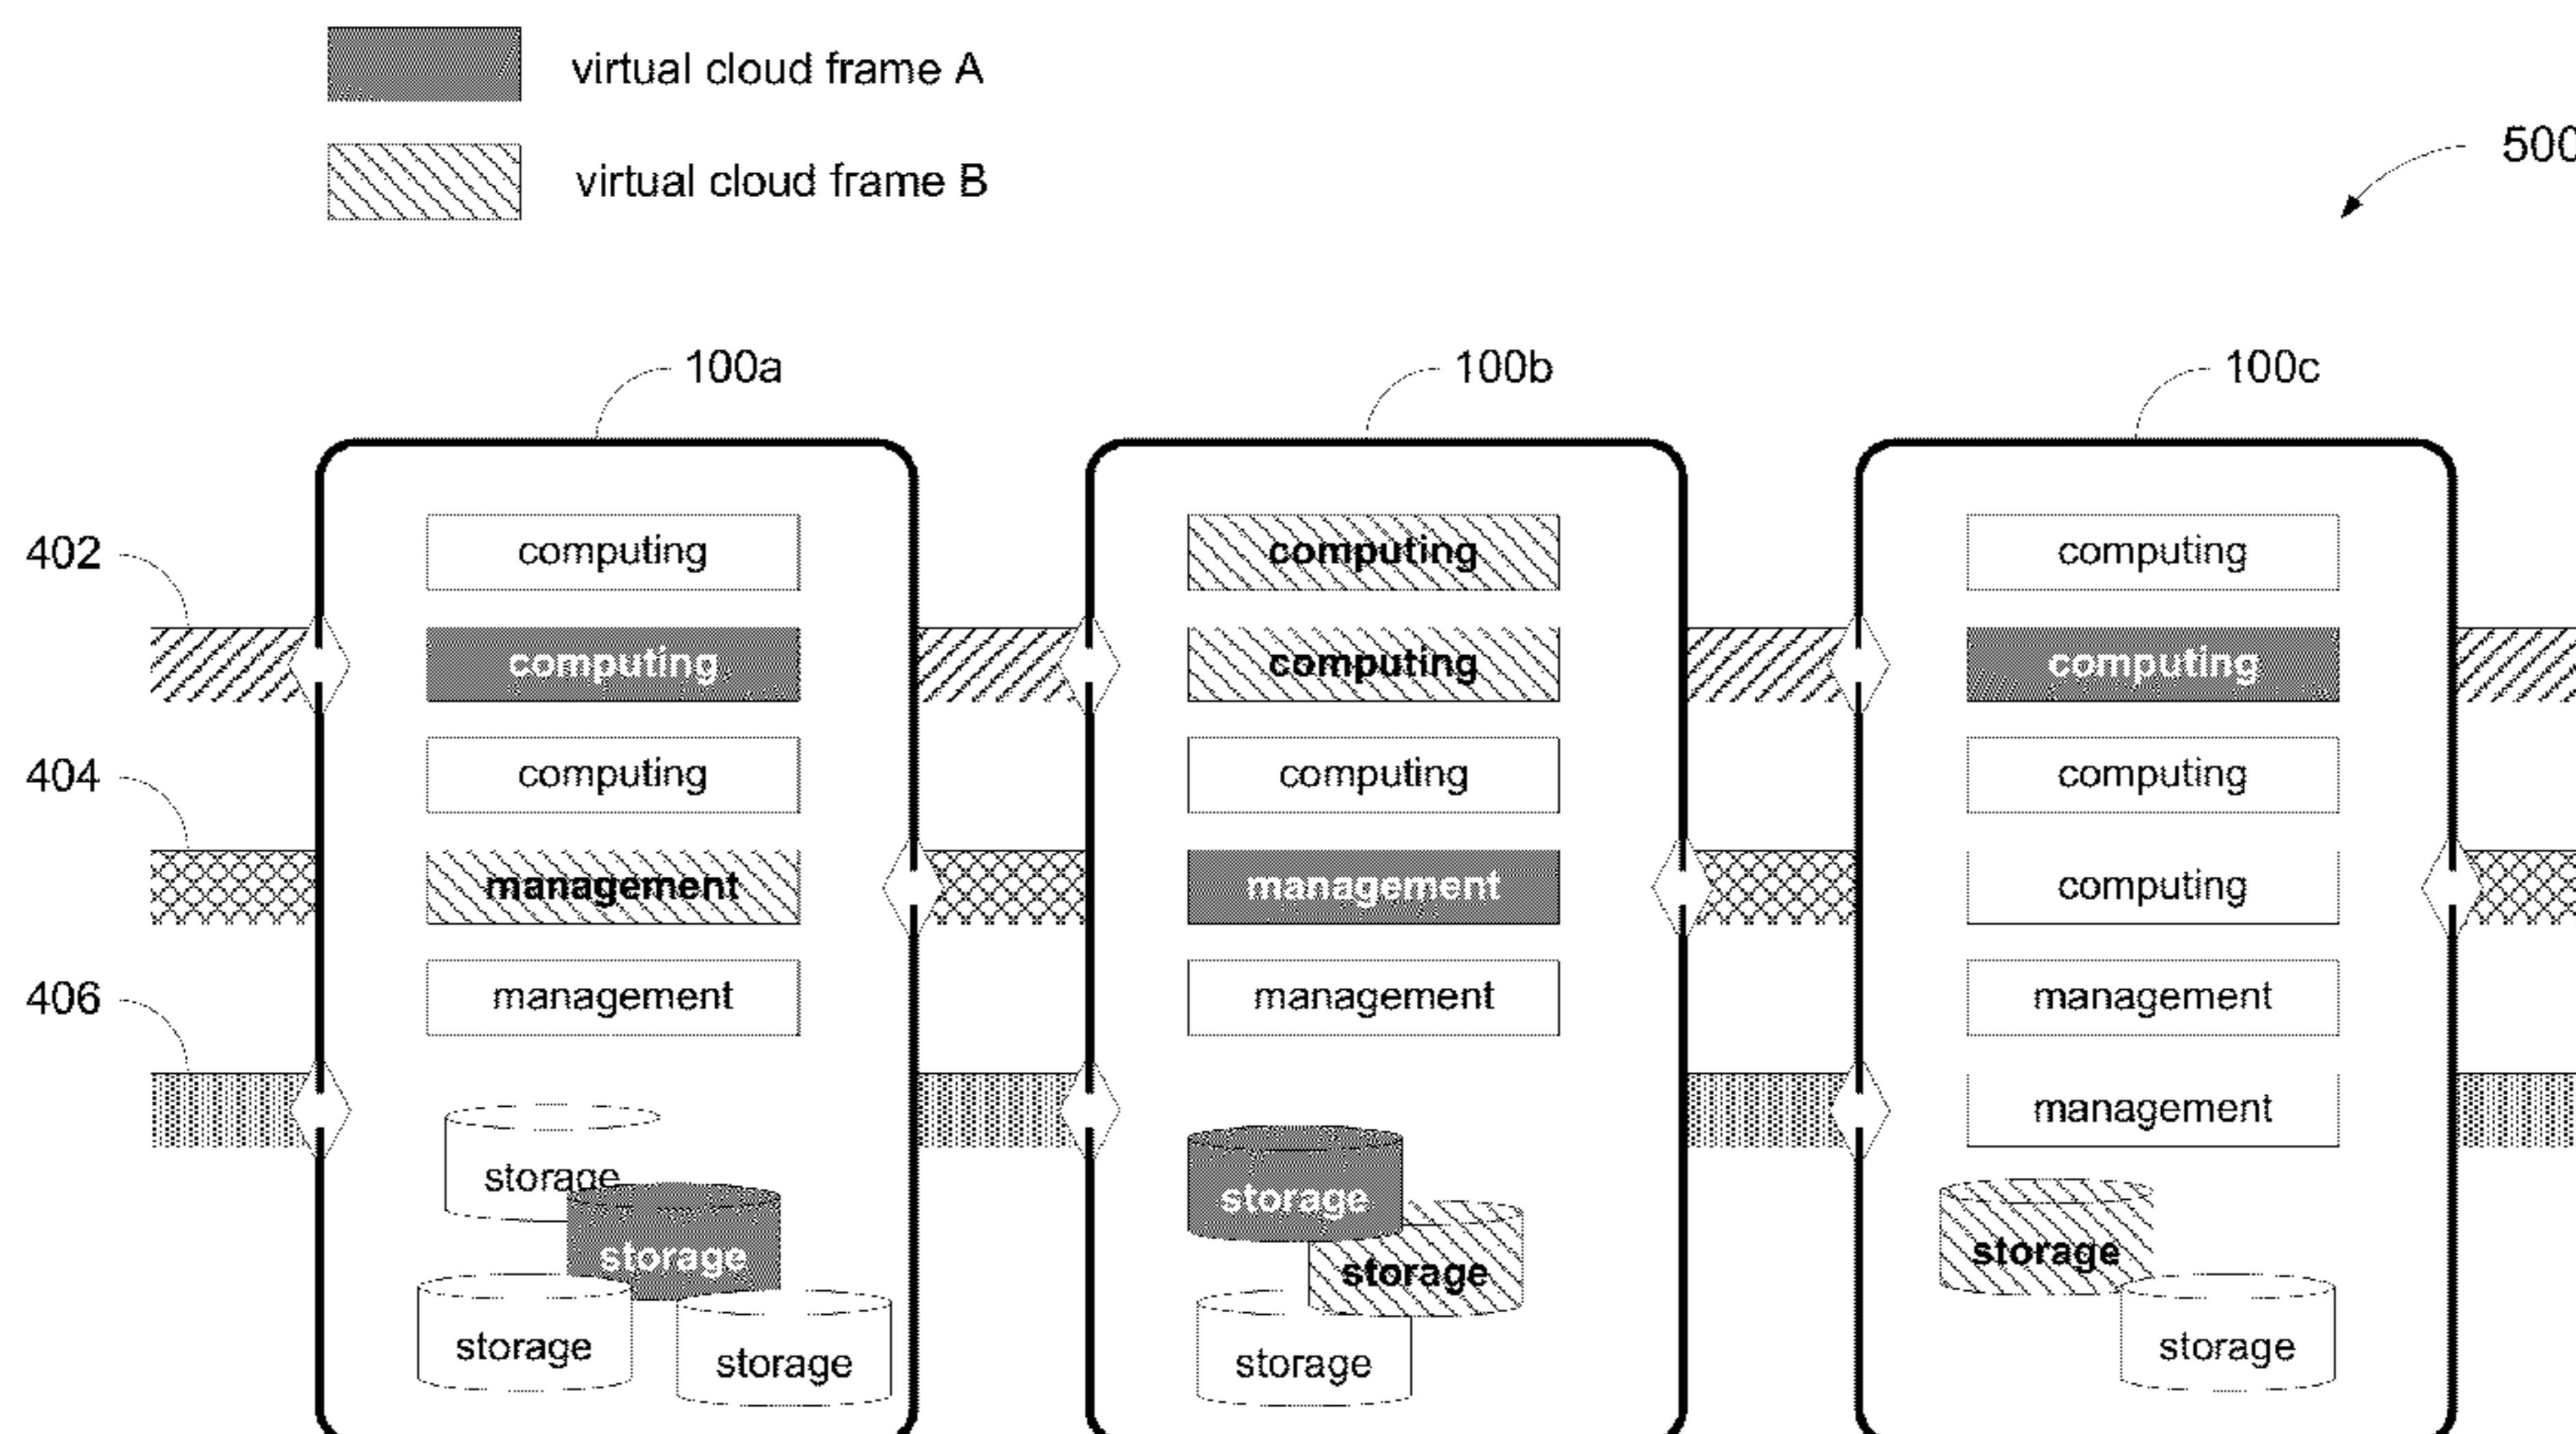 virtual cloud frame A
virtual cloud frame B
500
100a 100b 100c
computing computing computing
402
computing computing computing
computing computing computing
404
management management computing
management management management
406
management
storage storage
storage storage storage
storage storage storage storage